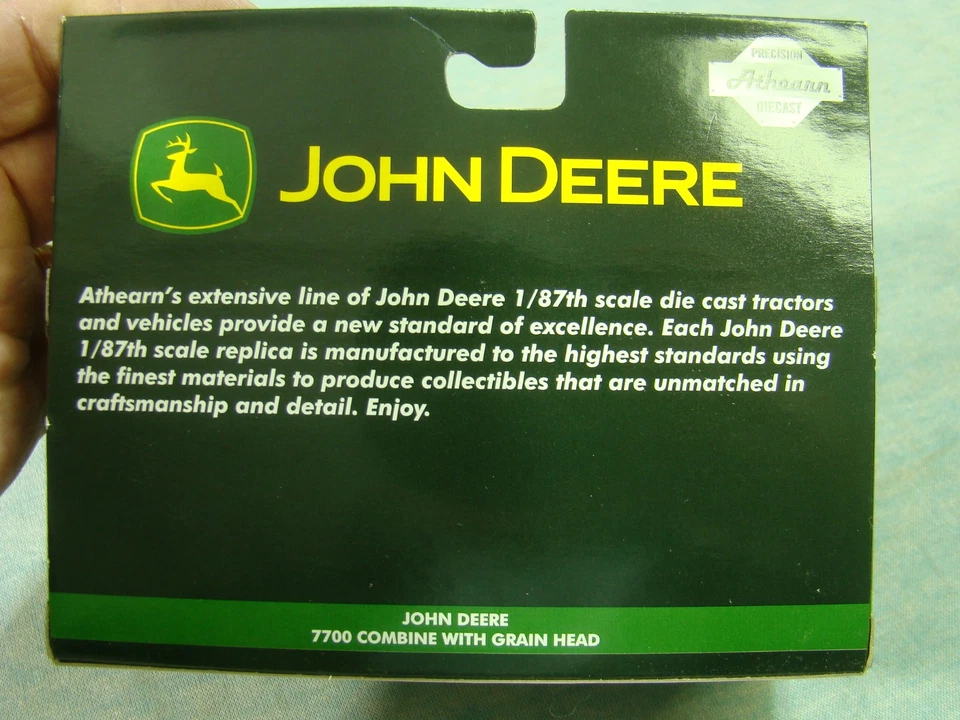 PRECISION
Athearn
DIECAST
JOHN DEERE
Athearn's extensive line of John Deere 1/87th scale die cast tractors
and vehicles provide a new standard of excellence. Each John Deere
1/87th scale replica is manufactured to the highest standards using
the finest materials to produce collectibles that are unmatched in
craftsmanship and detail. Enjoy.
JOHN DEERE
7700 COMBINE WITH GRAIN HEAD